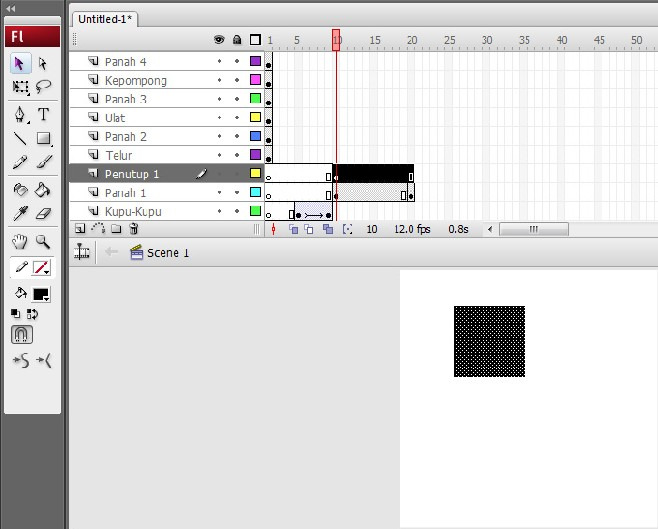 Untitled-1*
Fl
1 5 10 15 20 25 30 35 40 45 50
Panah 4
Kepompong
Panah 3
Ulat
Panah 2
Telur
Penutup 1
Panah 1
Kupu-Kupu
10 12.0 fps 0.8s
Scene 1